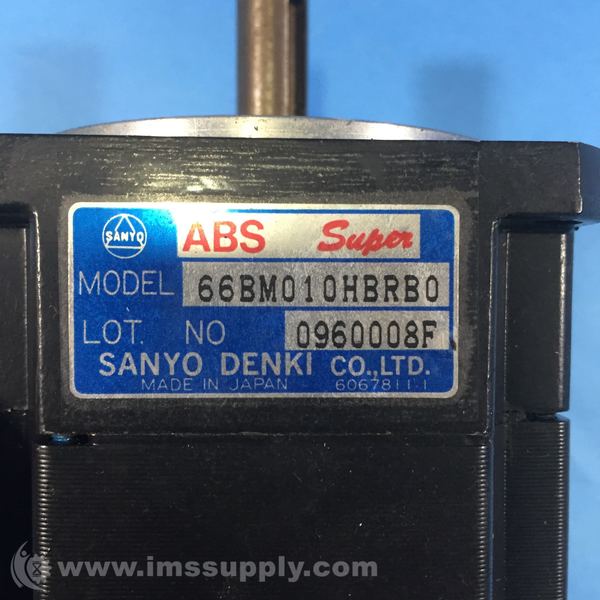 SANYO
ABS Super
MODEL 66BM010HBRB0
LOT. NO 0960008F
SANYO DENKI CO.,LTD.
MADE IN JAPAN 6067811-1
www.imssupply.com